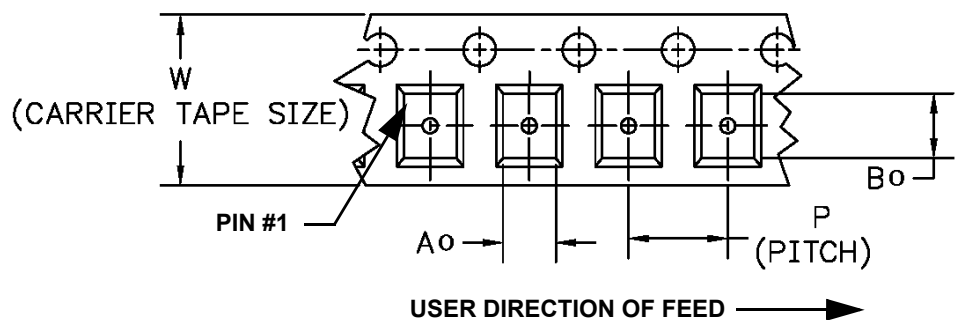 W
(CARRIER TAPE SIZE)
PIN #1
Ao
P
(PITCH)
Bo
USER DIRECTION OF FEED